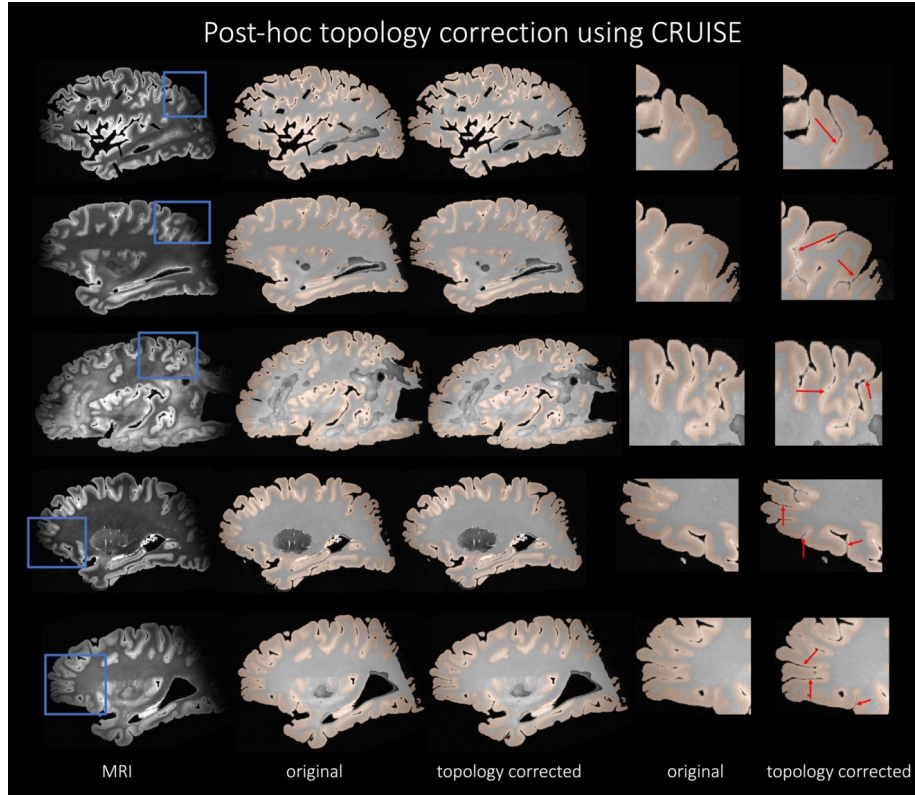 Post-hoc topology correction using CRUISE
MRI
original
topology corrected
original
topology corrected